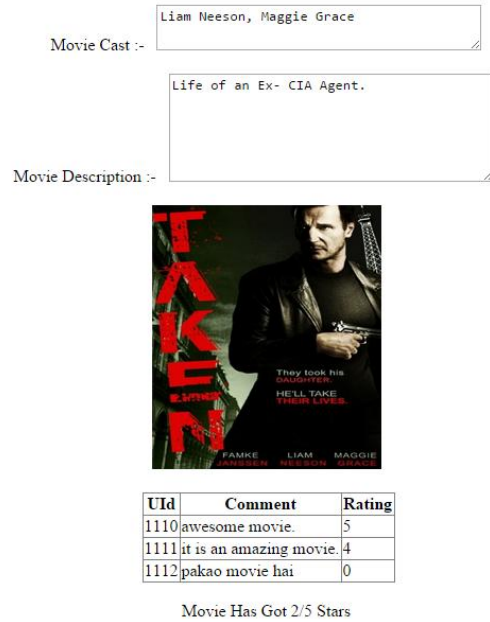 Liam Neeson, Maggie Grace
Movie Cast :-
Life of an Ex- CIA Agent.
Movie Description :-
TAKEN
They took his
DAUGHTER.
HE'LL TAKE
THEIR LIVES.
FAMKE LIAM MAGGIE
JANSSEN NEESON GRACE
UId Comment Rating
1110 awesome movie. 5
1111 it is an amazing movie. 4
1112 pakao movie hai 0
Movie Has Got 2/5 Stars